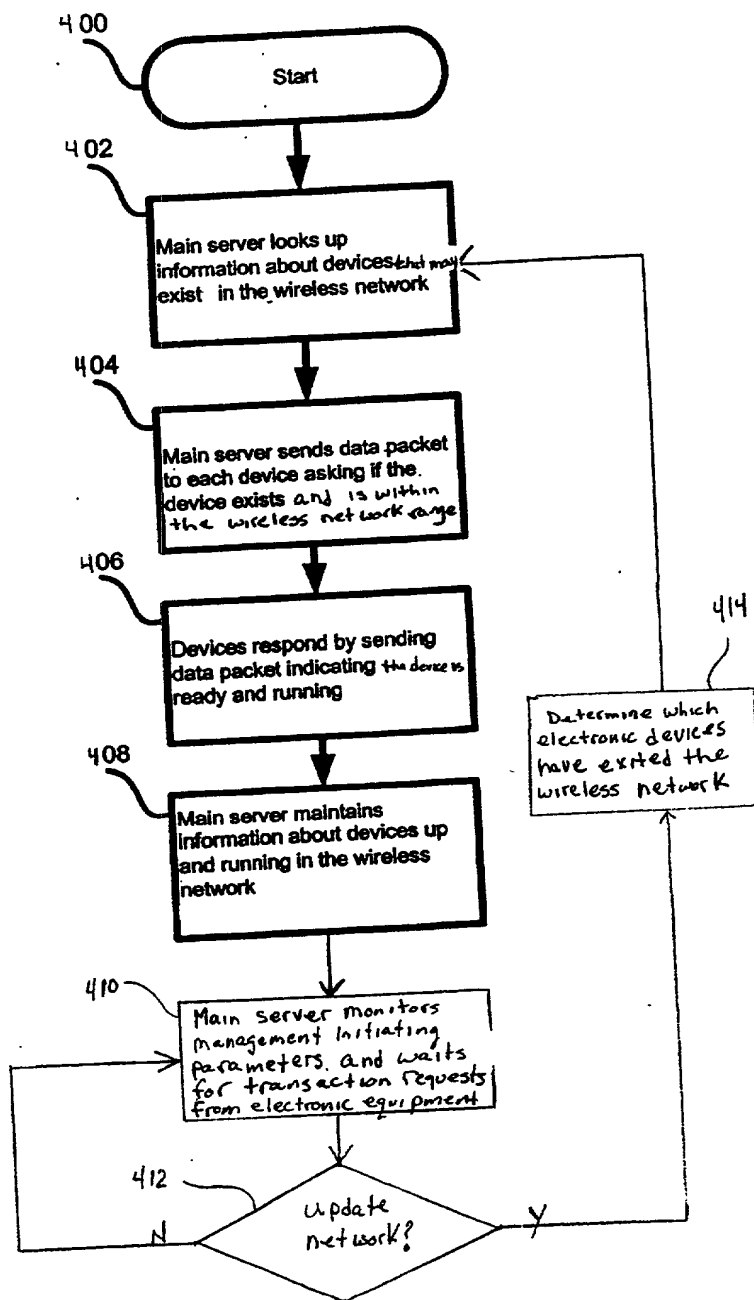 400
Start
402
Main server looks up
information about devices that may
exist in the wireless network
404
Main server sends data packet
to each device asking if the
device exists and is within
the wireless network range
406
Devices respond by sending
data packet indicating the device is
ready and running
408
Main server maintains
information about devices up
and running in the wireless
network
414
Determine which
electronic devices
have exited the
wireless network
410
Main server monitors
management initiating
parameters. and waits
for transaction requests
from electronic equipment
412
update
network?
N
Y